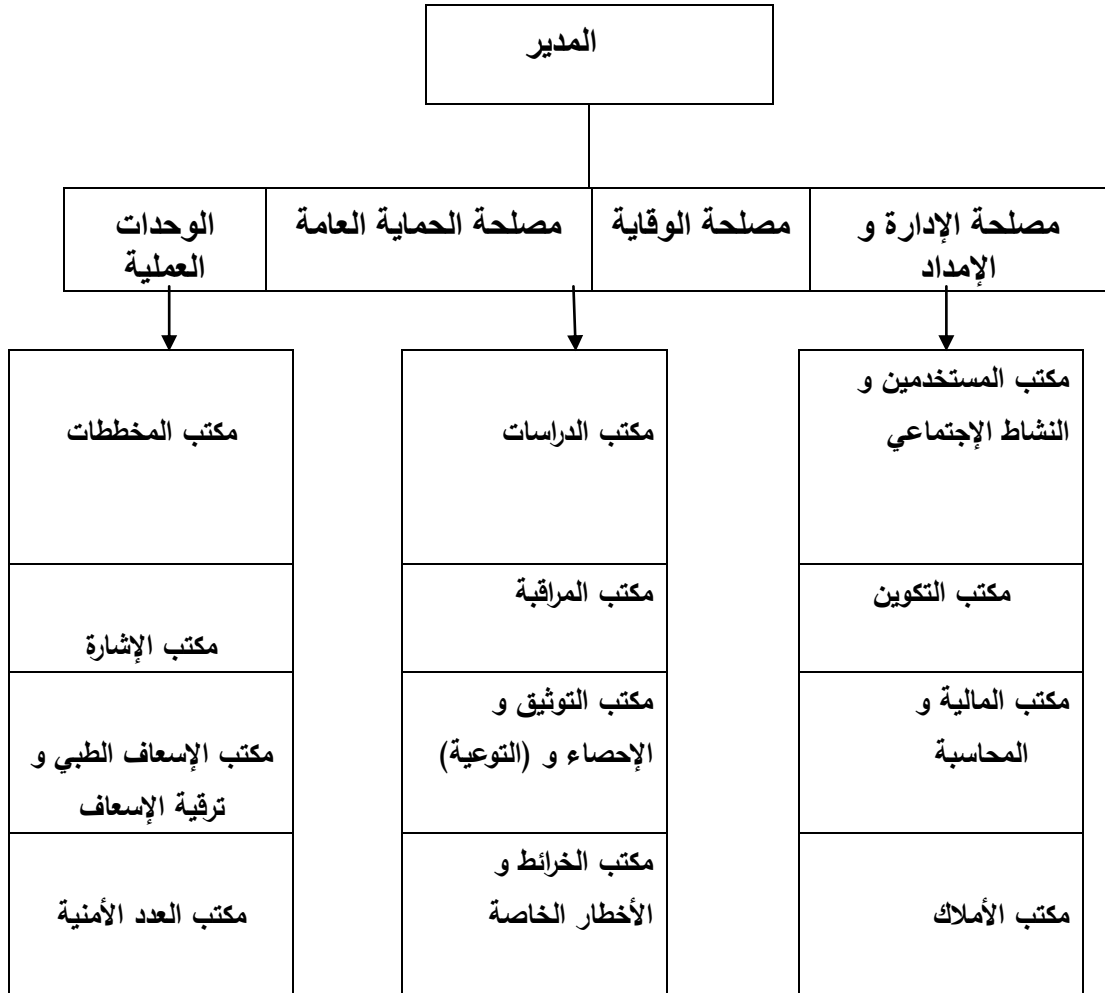 المدير
مصلحة الإدارة و
الإمداد
مصلحة الوقاية
مصلحة الحماية العامة
الوحدات
العملية
مكتب المستخدمين و
النشاط الإجتماعي
مكتب التكوين
مكتب المالية و
المحاسبة
مكتب الأملاك
مكتب الدراسات
مكتب المراقبة
مكتب التوثيق و
الإحصاء و (التوعية)
مكتب الخرائط و
الأخطار الخاصة
مكتب المخططات
مكتب الإشارة
مكتب الإسعاف الطبي و
ترقية الإسعاف
مكتب العدد الأمنية